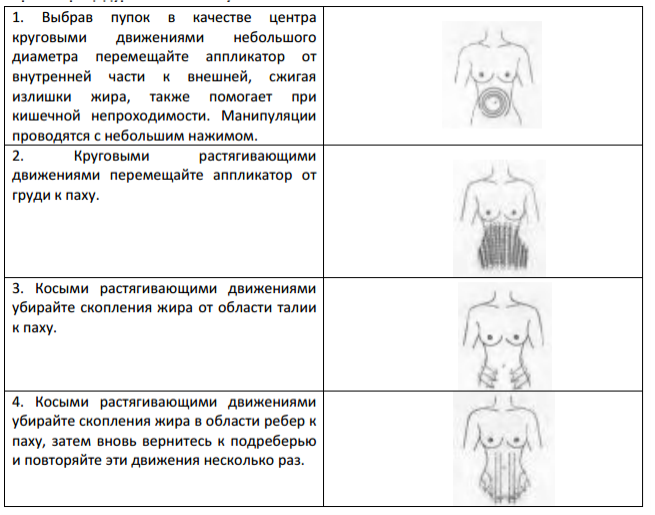 1. Выбрав пупок в качестве центра
круговыми движениями небольшого
диаметра перемещайте аппликатор от
внутренней части к внешней, сжигая
излишки жира, также помогает при
кишечной непроходимости. Манипуляции
проводятся с небольшим нажимом.
2. Круговыми растягивающими
движениями перемещайте аппликатор от
груди к паху.
3. Косыми растягивающими движениями
убирайте скопления жира от области талии
к паху.
4. Косыми растягивающими движениями
убирайте скопления жира в области ребер к
паху, затем вновь вернитесь к подреберью
и повторяйте эти движения несколько раз.